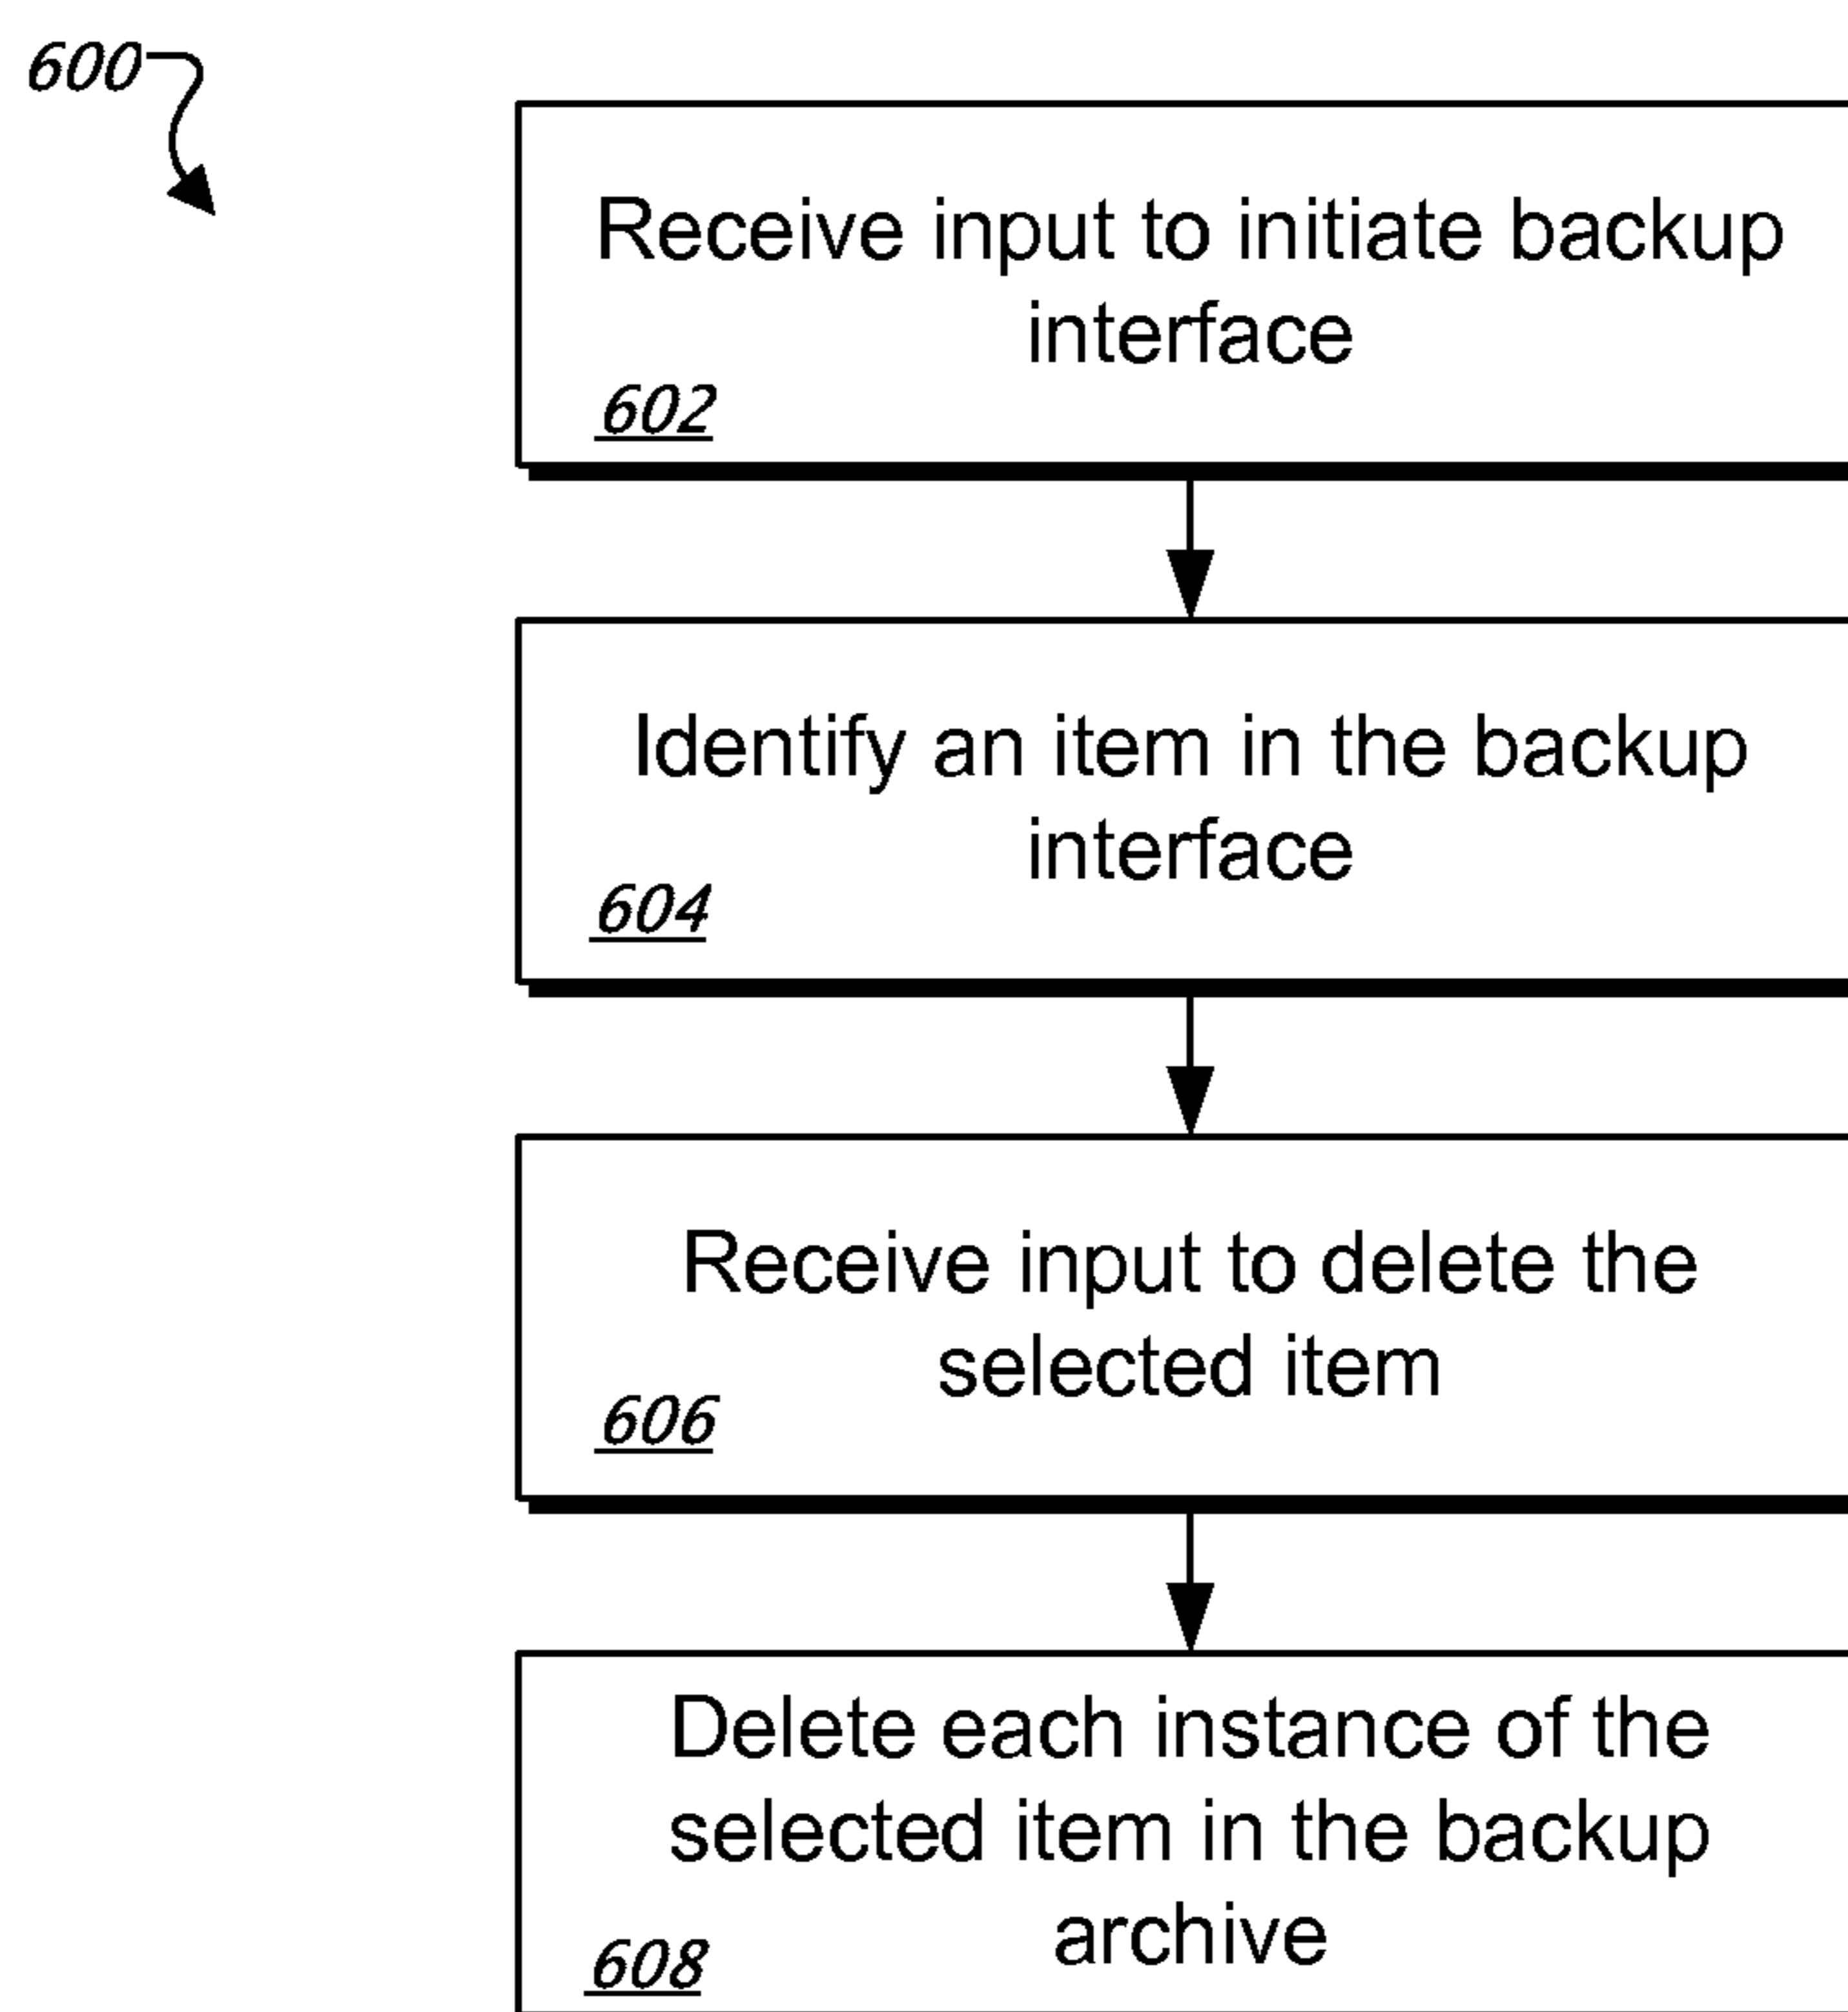 600
Receive input to initiate backup
interface
602
Identify an item in the backup
interface
604
Receive input to delete the
selected item
606
Delete each instance of the
selected item in the backup
archive
608